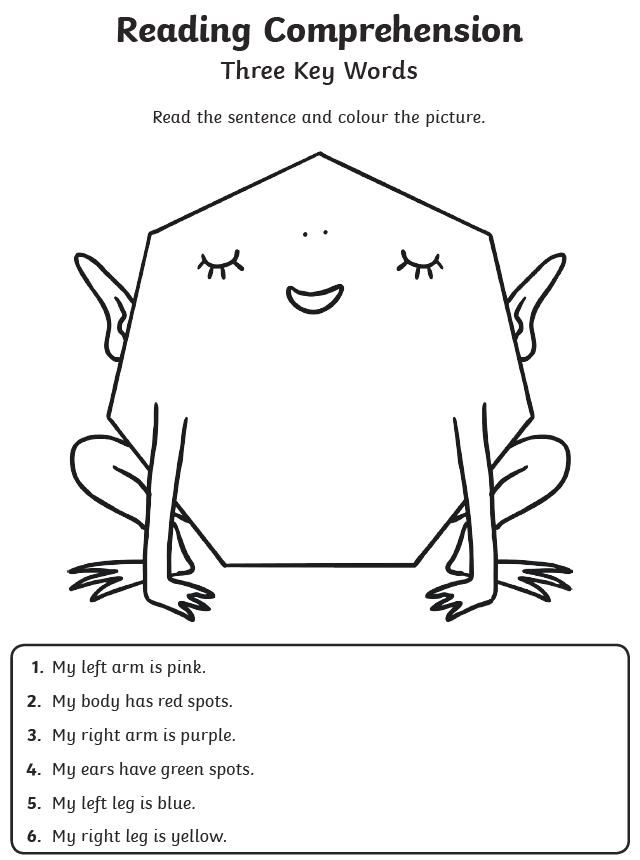 Reading Comprehension
Three Key Words
Read the sentence and colour the picture.
1. My left arm is pink.
2. My body has red spots.
3. My right arm is purple.
4. My ears have green spots.
5. My left leg is blue.
6. My right leg is yellow.